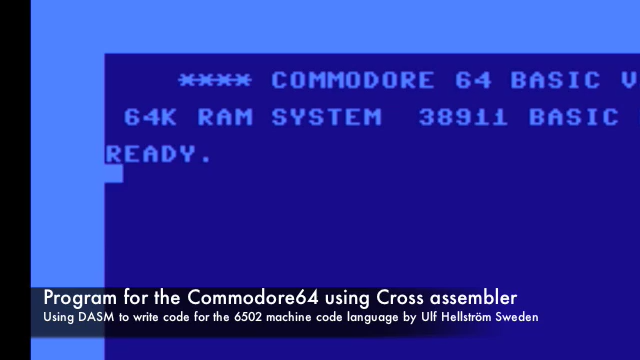 **** COMMODORE 64 BASIC V
64K RAM SYSTEM 38911 BASIC
READY.
Program for the Commodore64 using Cross assembler
Using DASM to write code for the 6502 machine code language by Ulf Hellström Sweden